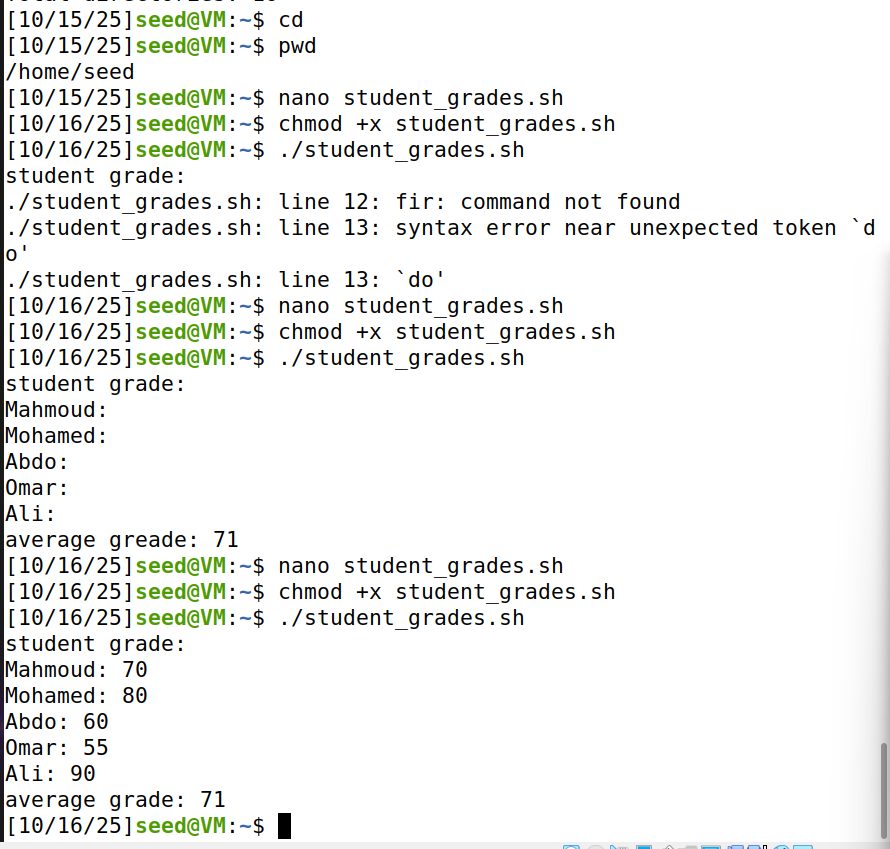 [10/15/25]seed@VM:~$ cd
[10/15/25]seed@VM:~$ pwd
/home/seed
[10/15/25]seed@VM:~$ nano student_grades.sh
[10/16/25]seed@VM:~$ chmod +x student_grades.sh
[10/16/25]seed@VM:~$ ./student_grades.sh
student grade:
./student_grades.sh: line 12: fir: command not found
./student_grades.sh: line 13: syntax error near unexpected token `d
o'
./student_grades.sh: line 13: `do'
[10/16/25]seed@VM:~$ nano student_grades.sh
[10/16/25]seed@VM:~$ chmod +x student_grades.sh
[10/16/25]seed@VM:~$ ./student_grades.sh
student grade:
Mahmoud:
Mohamed:
Abdo:
Omar:
Ali:
average greade: 71
[10/16/25]seed@VM:~$ nano student_grades.sh
[10/16/25]seed@VM:~$ chmod +x student_grades.sh
[10/16/25]seed@VM:~$ ./student_grades.sh
student grade:
Mahmoud: 70
Mohamed: 80
Abdo: 60
Omar: 55
Ali: 90
average grade: 71
[10/16/25]seed@VM:~$